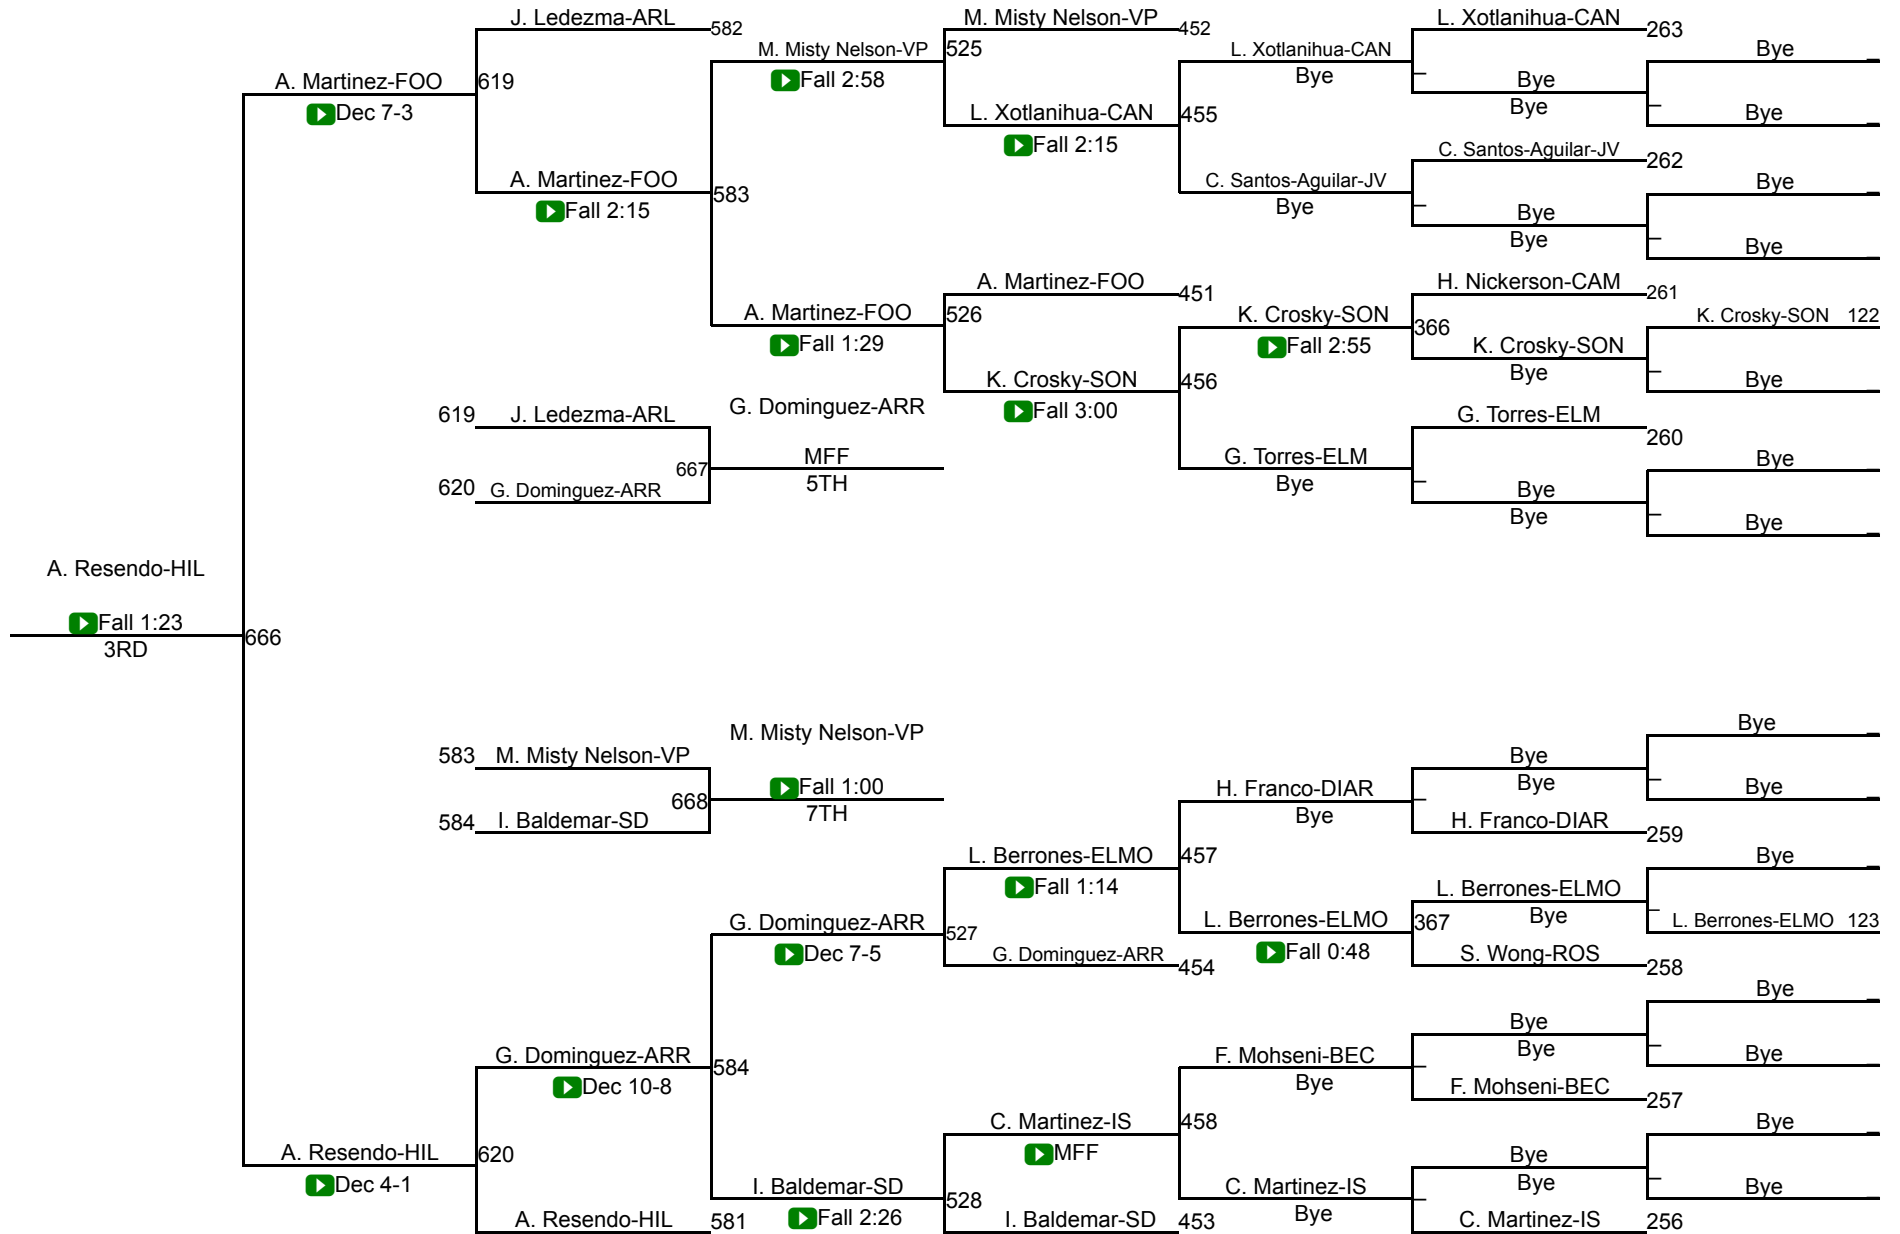 J. Ledezma-ARL
582
M. Misty Nelson-VP
452
L. Xotlanihua-CAN
263
M. Misty Nelson-VP
525
L. Xotlanihua-CAN
Bye
Fall 2:58
Bye
Bye
Bye
A. Martinez-FOO
619
Dec 7-3
L. Xotlanihua-CAN
455
Bye
Fall 2:15
C. Santos-Aguilar-JV
262
A. Martinez-FOO
583
C. Santos-Aguilar-JV
Bye
Fall 2:15
Bye
Bye
Bye
Bye
A. Martinez-FOO
451
H. Nickerson-CAM
261
A. Martinez-FOO
526
K. Crosky-SON
366
K. Crosky-SON 122
Fall 1:29
Fall 2:55
K. Crosky-SON
Bye
K. Crosky-SON
456
Bye
G. Dominguez-ARR
Fall 3:00
619
J. Ledezma-ARL
G. Torres-ELM
260
667
MFF
G. Torres-ELM
Bye
5TH
Bye
620
G. Dominguez-ARR
Bye
Bye
Bye
A. Resendo-HIL
Fall 1:23
3RD
666
Bye
M. Misty Nelson-VP
583
M. Misty Nelson-VP
Bye
Fall 1:00
H. Franco-DIAR
Bye
Bye
668
7TH
Bye
584
I. Baldemar-SD
H. Franco-DIAR
259
L. Berrones-ELMO
457
Bye
Fall 1:14
L. Berrones-ELMO
G. Dominguez-ARR
527
L. Berrones-ELMO
367
Bye
L. Berrones-ELMO 123
Dec 7-5
G. Dominguez-ARR
454
Fall 0:48
S. Wong-ROS
258
Bye
Bye
G. Dominguez-ARR
584
F. Mohseni-BEC
Bye
Bye
Dec 10-8
Bye
F. Mohseni-BEC
257
C. Martinez-IS
458
Bye
A. Resendo-HIL
620
MFF
Bye
Dec 4-1
I. Baldemar-SD
528
C. Martinez-IS
Bye
Bye
A. Resendo-HIL
581
Fall 2:26
I. Baldemar-SD
453
Bye
C. Martinez-IS
256